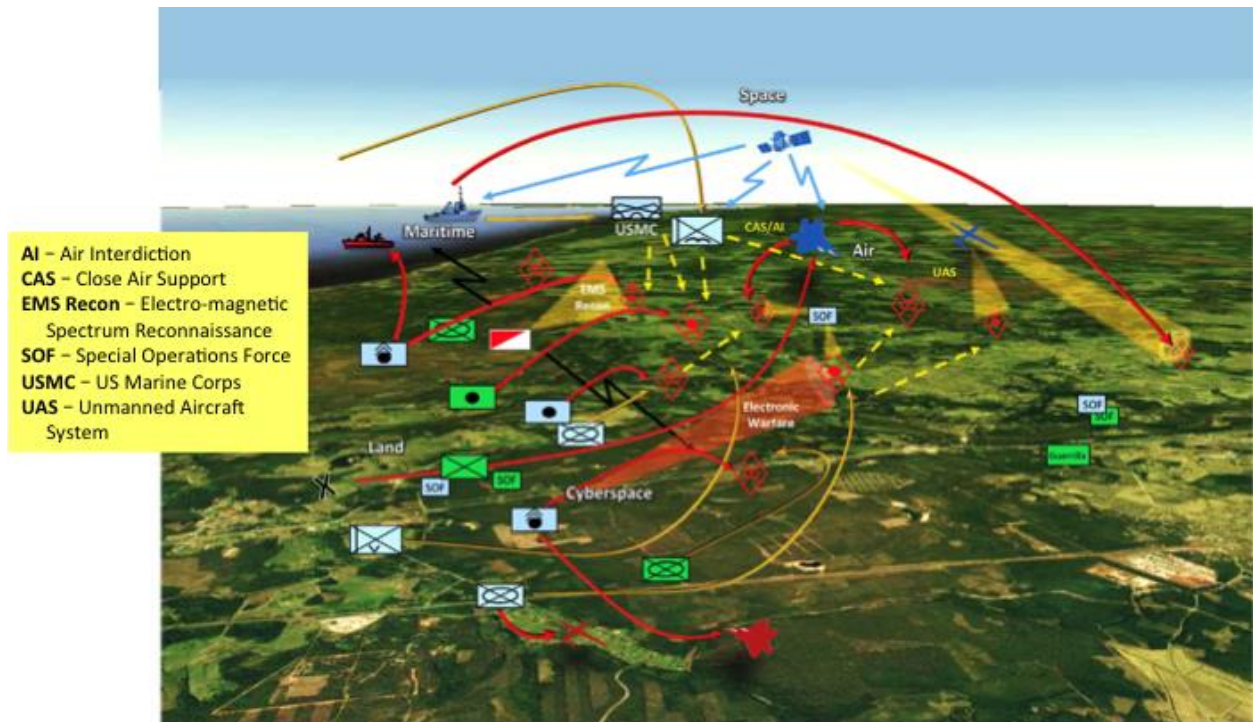 Space
Maritime
USMC
CAS/AI
Air
UAS
AI – Air Interdiction
CAS – Close Air Support
EMS Recon – Electro-magnetic
Spectrum Reconnaissance
SOF – Special Operations Force
USMC – US Marine Corps
UAS – Unmanned Aircraft
System
EMS
Recon
SOF
Electronic
Warfare
SOF
SOF
Guerrilla
Land
SOF
SOF
Cyberspace